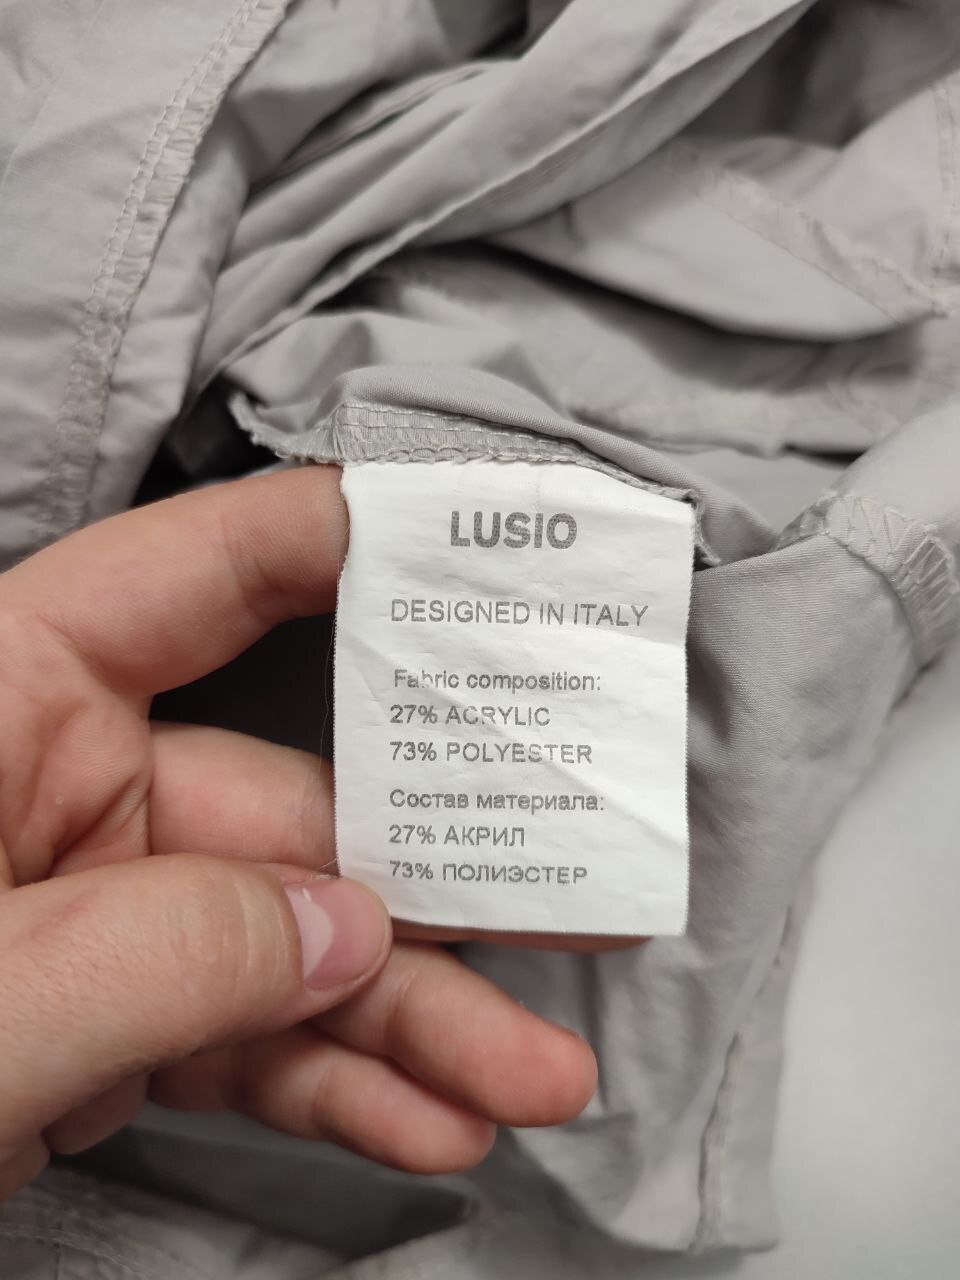 LUSIO
DESIGNED IN ITALY
Fabric composition:
27% ACRYLIC
73% POLYESTER
Состав материала:
27% АКРИЛ
73% ПОЛИЭСТЕР